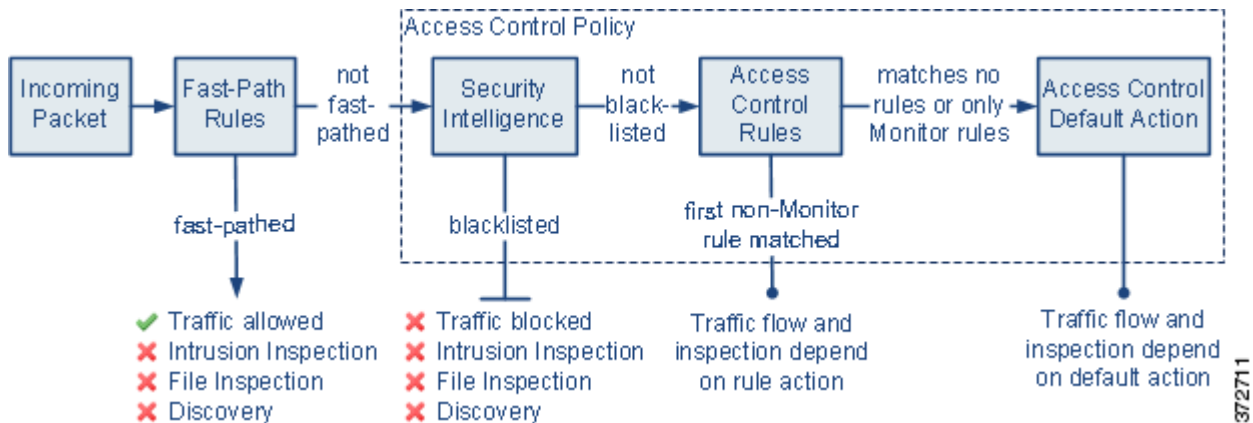 Access Control Policy
Incoming
Packet
Fast-Path
Rules
not
fast-
pathed
Security
Intelligence
not
black-
listed
Access
Control
Rules
matches no
rules or only
Monitor rules
Access Control
Default Action
fast-pathed
blacklisted
first non-Monitor
rule matched
Traffic allowed
Intrusion Inspection
File Inspection
Discovery
Traffic blocked
Intrusion Inspection
File Inspection
Discovery
Traffic flow and
inspection depend
on rule action
Traffic flow and
inspection depend
on default action
372711